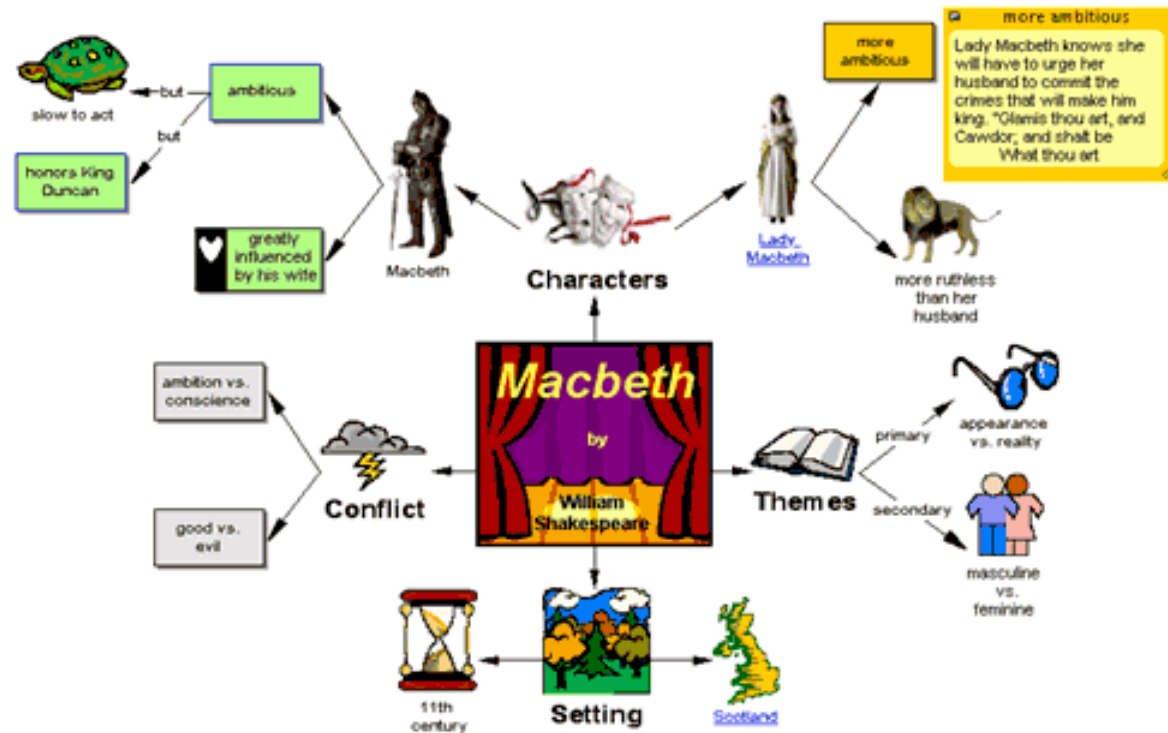 more ambitious
Lady Macbeth knows she
will have to urge her
husband to commit the
crimes that will make him
king. "Glamis thou art, and
Cawdor; and shalt be
What thou art
more
ambitious
ambitious
but
slow to act
but
honors King
Duncan
greatly
influenced
by his wife
Macbeth
Characters
Lady
Macbeth
more ruthless
than her
husband
Macbeth
by
William
Shakespeare
ambition vs.
conscience
Conflict
good vs.
evil
primary
appearance
vs. reality
Themes
secondary
masculine
vs.
feminine
11th
century
Setting
Scotland